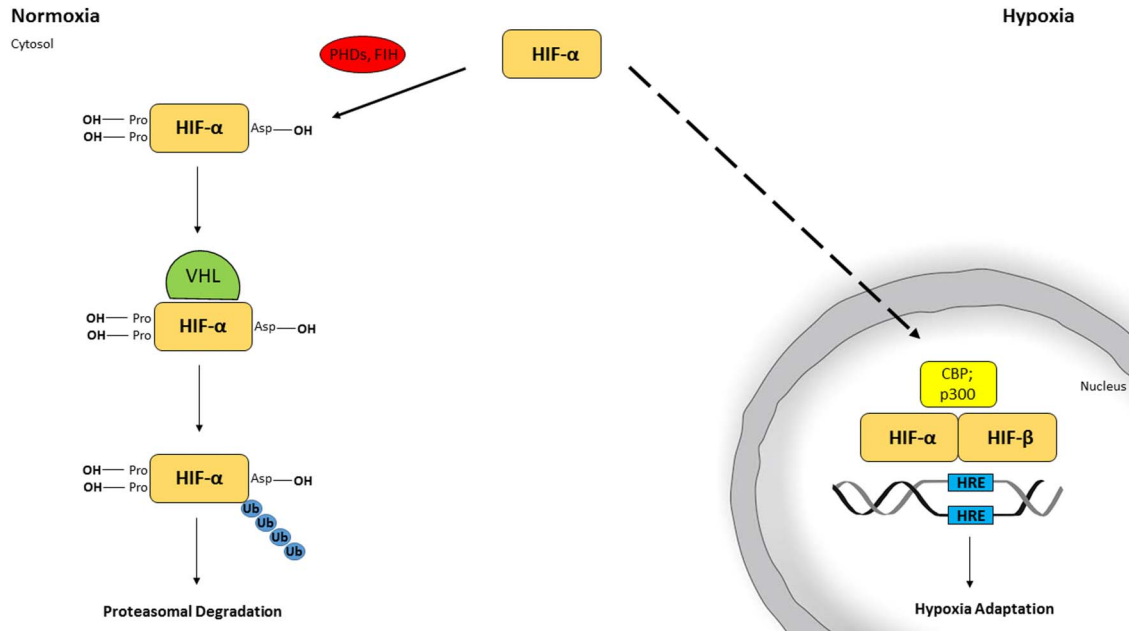 Normoxia
Hypoxia
Cytosol
PHDs, FIH
HIF-α
OH
Pro
OH
Pro
HIF-α
Asp
OH
VHL
OH
Pro
OH
Pro
HIF-α
Asp
OH
CBP;
p300
Nucleus
HIF-α
HIF-β
OH
Pro
OH
Pro
HIF-α
Asp
OH
HRE
HRE
Ub
Ub
Ub
Ub
Proteasomal Degradation
Hypoxia Adaptation